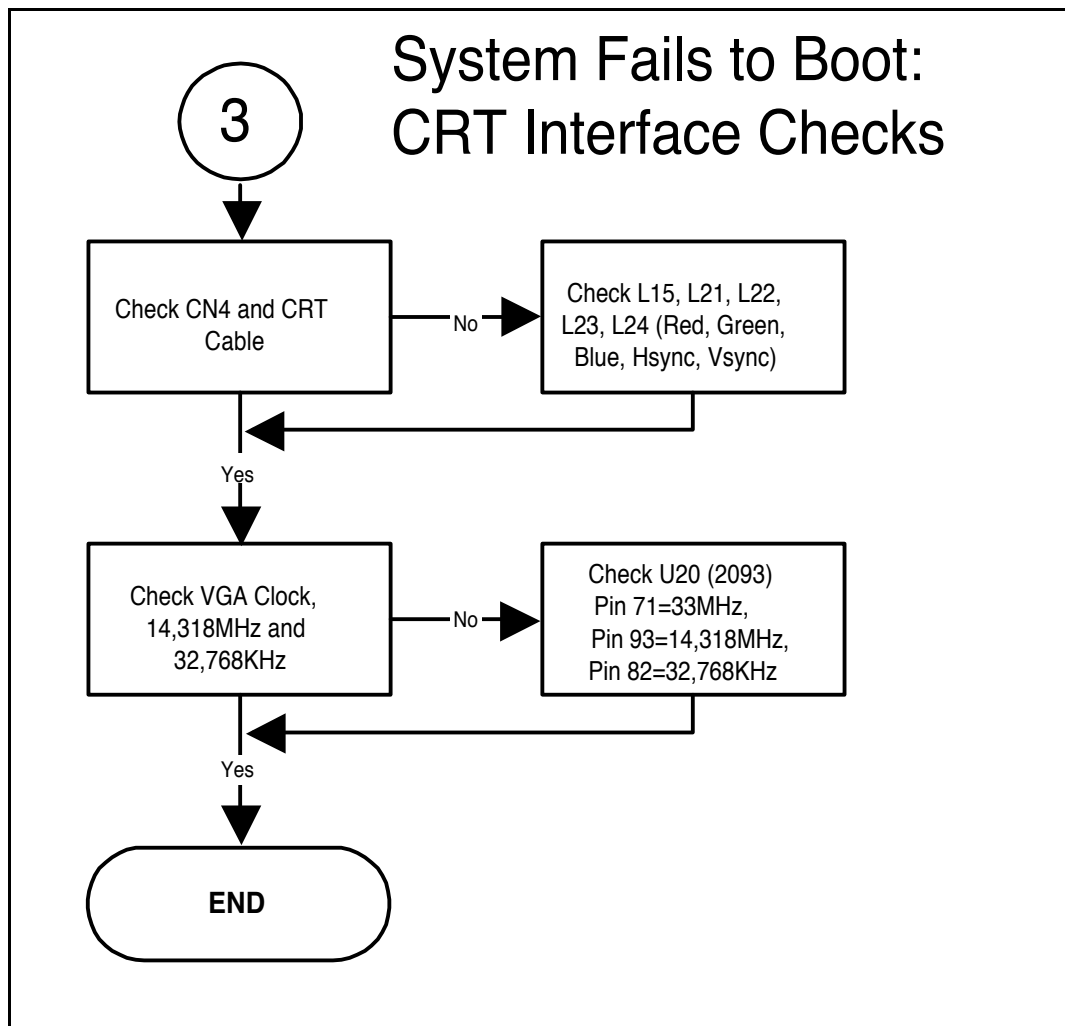 System Fails to Boot:
CRT Interface Checks
3
Check CN4 and CRT
Cable
No
Check L15, L21, L22,
L23, L24 (Red, Green,
Blue, Hsync, Vsync)
Yes
Check VGA Clock,
14,318MHz and
32,768KHz
No
Check U20 (2093)
Pin 71=33MHz,
Pin 93=14,318MHz,
Pin 82=32,768KHz
Yes
END